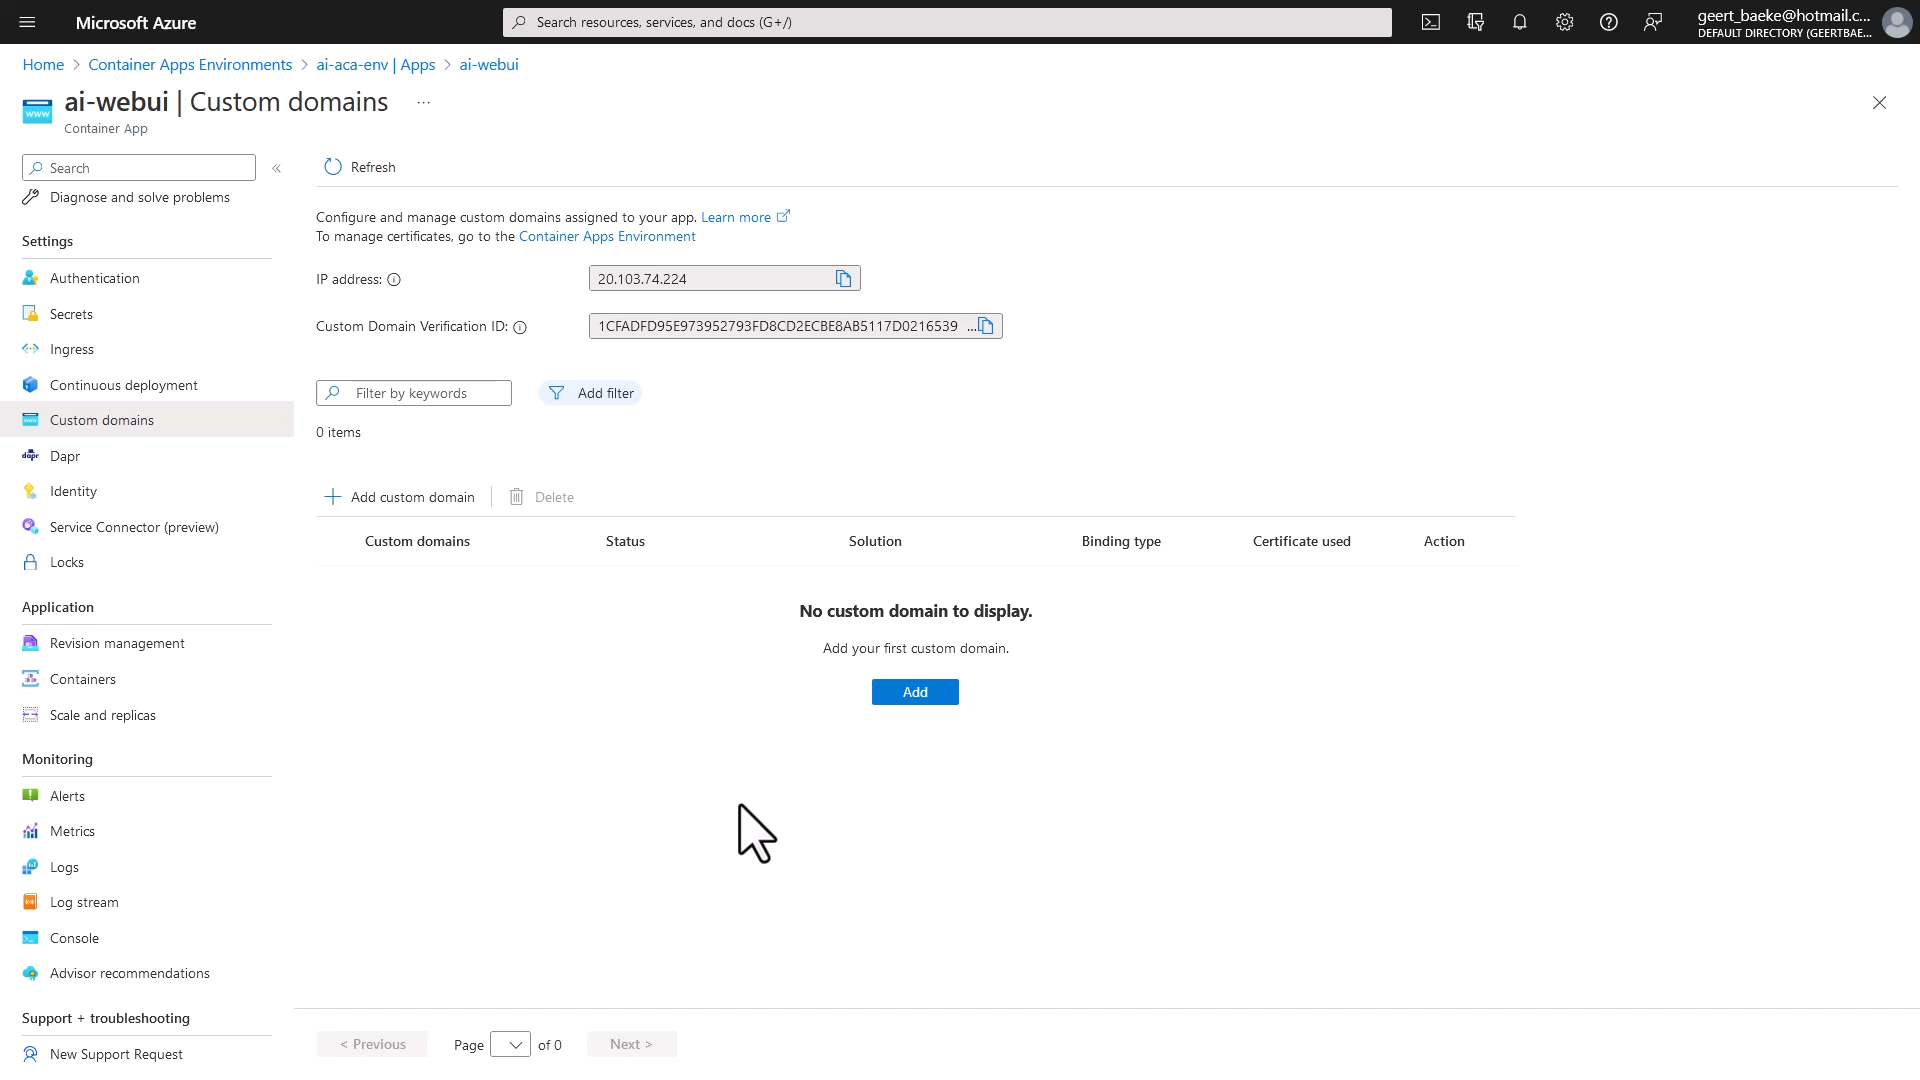 Microsoft Azure
Search resources, services, and docs (G+/)
geert_baeke@hotmail.c...
DEFAULT DIRECTORY (GEERTBAE...
Home > Container Apps Environments > ai-aca-env | Apps > ai-webui
ai-webui | Custom domains ...
Container App
Search
«
Diagnose and solve problems
Settings
Authentication
Secrets
Ingress
Continuous deployment
www
Custom domains
dapr
Dapr
Identity
Service Connector (preview)
Locks
Application
Revision management
Containers
Scale and replicas
Monitoring
Alerts
Metrics
Logs
Log stream
Console
Advisor recommendations
Support + troubleshooting
New Support Request
Refresh
Configure and manage custom domains assigned to your app. Learn more
To manage certificates, go to the Container Apps Environment
IP address:
20.103.74.224
Custom Domain Verification ID:
1CFADFD95E973952793FD8CD2ECBE8AB5117D0216539 ...
Filter by keywords
Add filter
0 items
Add custom domain
Delete
Custom domains Status Solution Binding type Certificate used Action
No custom domain to display.
Add your first custom domain.
Add
< Previous
Page
of 0
Next >